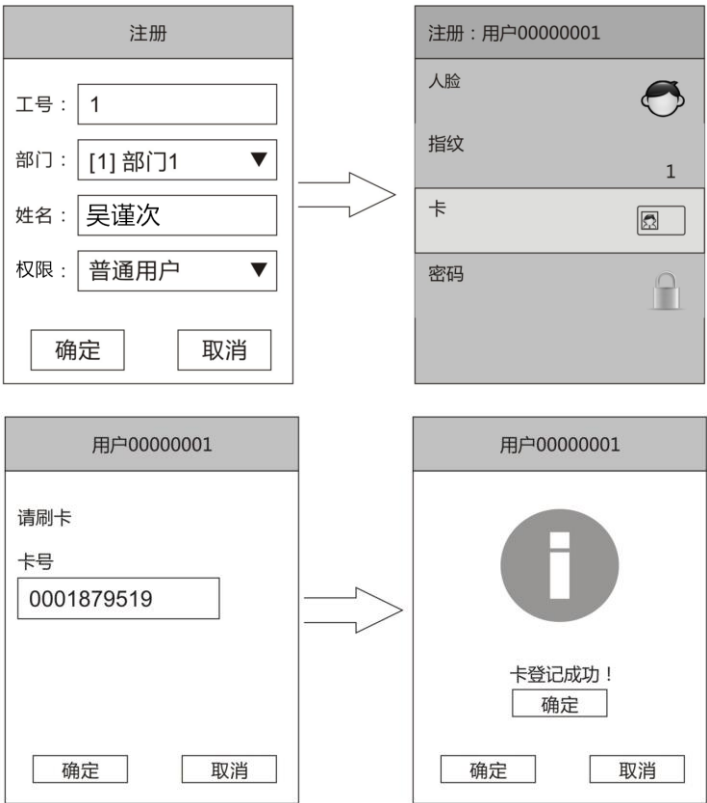 注册
工号：
1
部门：
[1] 部门1
姓名：
吴谨次
权限：
普通用户
确定
取消
注册：用户00000001
人脸
指纹
1
卡
密码
用户00000001
请刷卡
卡号
0001879519
确定
取消
用户00000001
卡登记成功！
确定
确定
取消